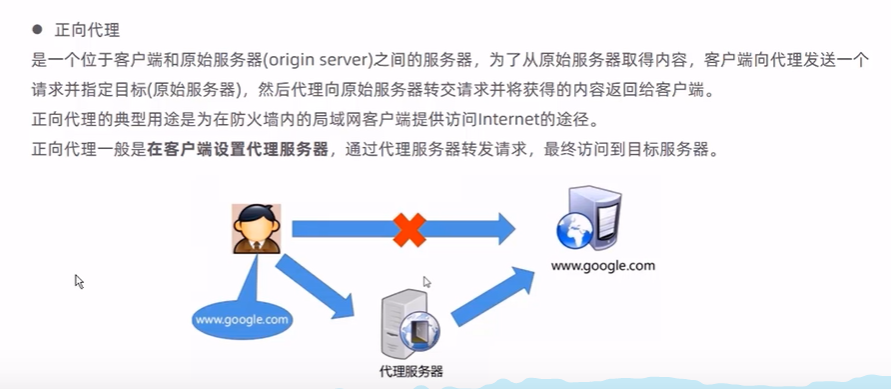 ● 正向代理
是一个位于客户端和原始服务器(origin server)之间的服务器，为了从原始服务器取得内容，客户端向代理发送一个
请求并指定目标(原始服务器)，然后代理向原始服务器转交请求并将获得的内容返回给客户端。
正向代理的典型用途是为在防火墙内的局域网客户端提供访问Internet的途径。
正向代理一般是在客户端设置代理服务器，通过代理服务器转发请求，最终访问到目标服务器。
www.google.com
www.google.com
代理服务器